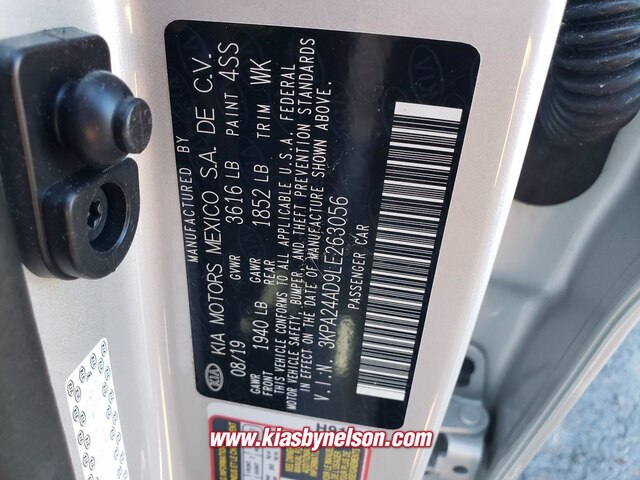 MANUFACTURED BY
KIA KIA MOTORS MEXICO S.A. DE C.V.
08/19 GVWR 3616 LB PAINT 4SS
GAWR FRONT 1940 LB GAWR REAR 1852 LB TRIM WK
THIS VEHICLE CONFORMS TO ALL APPLICABLE U.S.A. FEDERAL
MOTOR VEHICLE SAFETY, BUMPER, AND THEFT PREVENTION STANDARDS
IN EFFECT ON THE DATE OF MANUFACTURE SHOWN ABOVE.
V.I.N. 3KPA24AD9LE263056
PASSENGER CAR
www.kiasbynelson.com